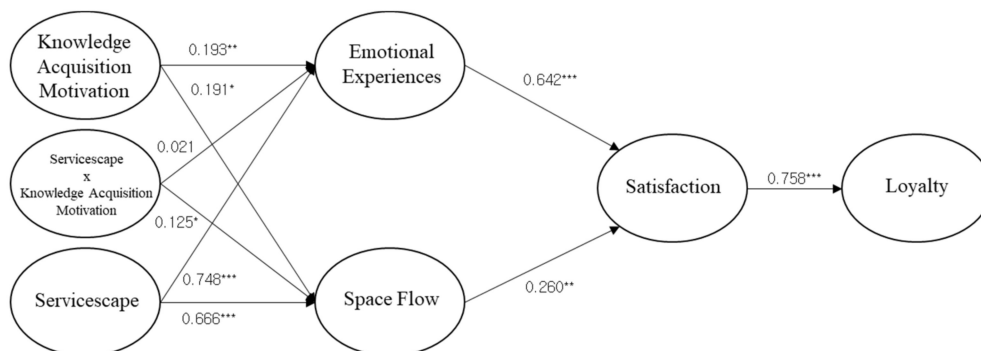 Knowledge
Acquisition
Motivation
0.193**
0.191*
Emotional
Experiences
0.642***
Servicescape
x
Knowledge Acquisition
Motivation
0.021
0.125*
Satisfaction
0.758***
Loyalty
Servicescape
0.748***
0.666***
Space Flow
0.260**